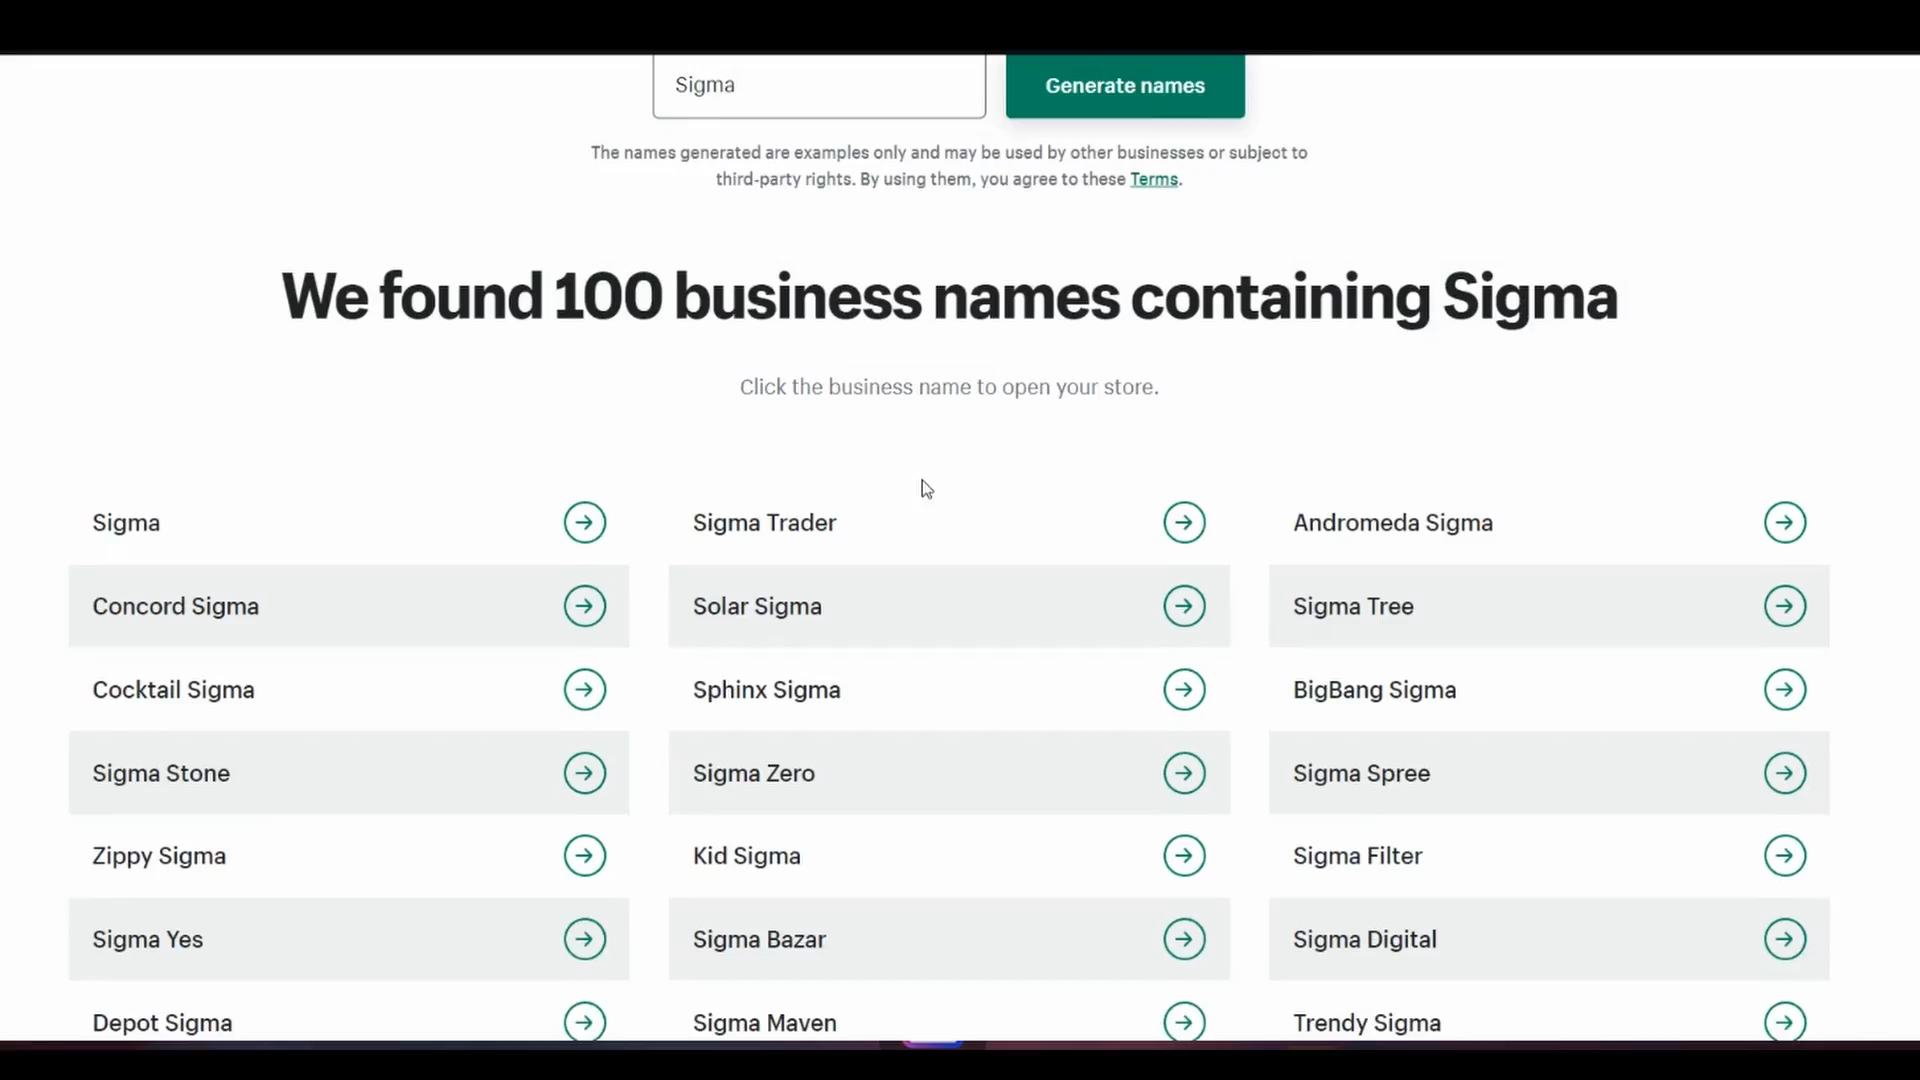 Sigma
Generate names
The names generated are examples only and may be used by other businesses or subject to
third-party rights. By using them, you agree to these Terms.
We found 100 business names containing Sigma
Click the business name to open your store.
Sigma
Sigma Trader
Andromeda Sigma
Concord Sigma
Solar Sigma
Sigma Tree
Cocktail Sigma
Sphinx Sigma
BigBang Sigma
Sigma Stone
Sigma Zero
Sigma Spree
Zippy Sigma
Kid Sigma
Sigma Filter
Sigma Yes
Sigma Bazar
Sigma Digital
Depot Sigma
Sigma Maven
Trendy Sigma